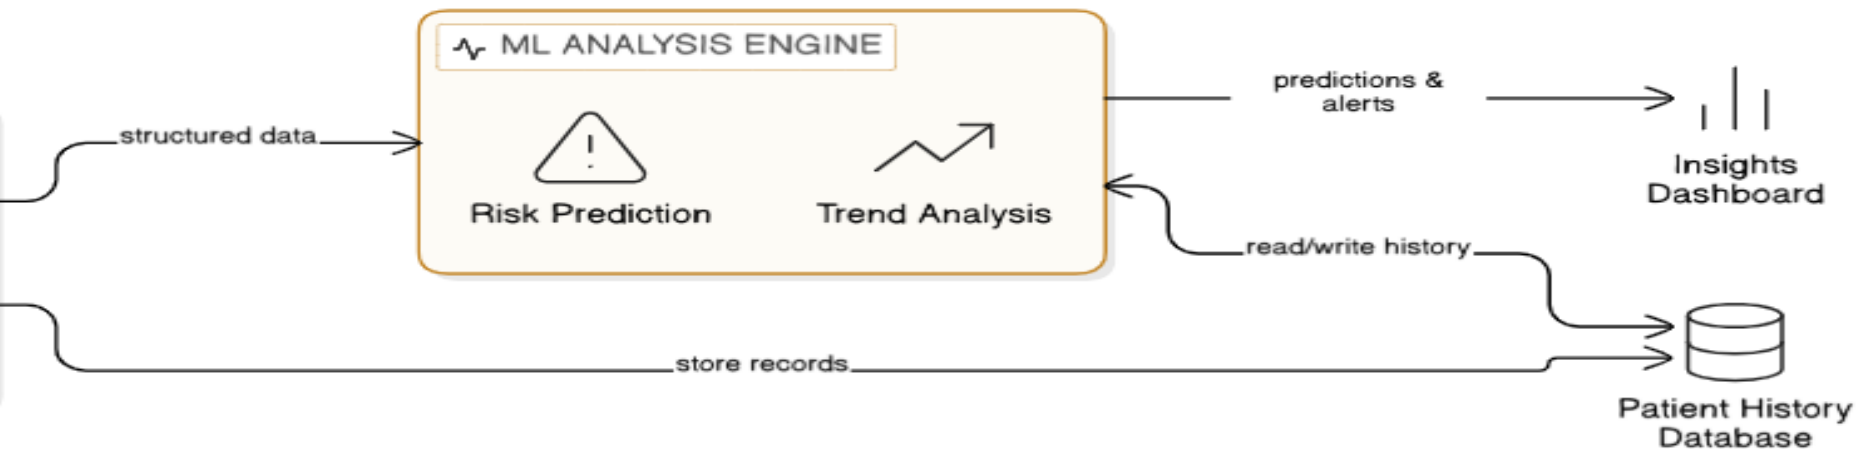 ML ANALYSIS ENGINE
structured data
Risk Prediction
Trend Analysis
predictions &
alerts
Insights
Dashboard
read/write history
store records
Patient History
Database